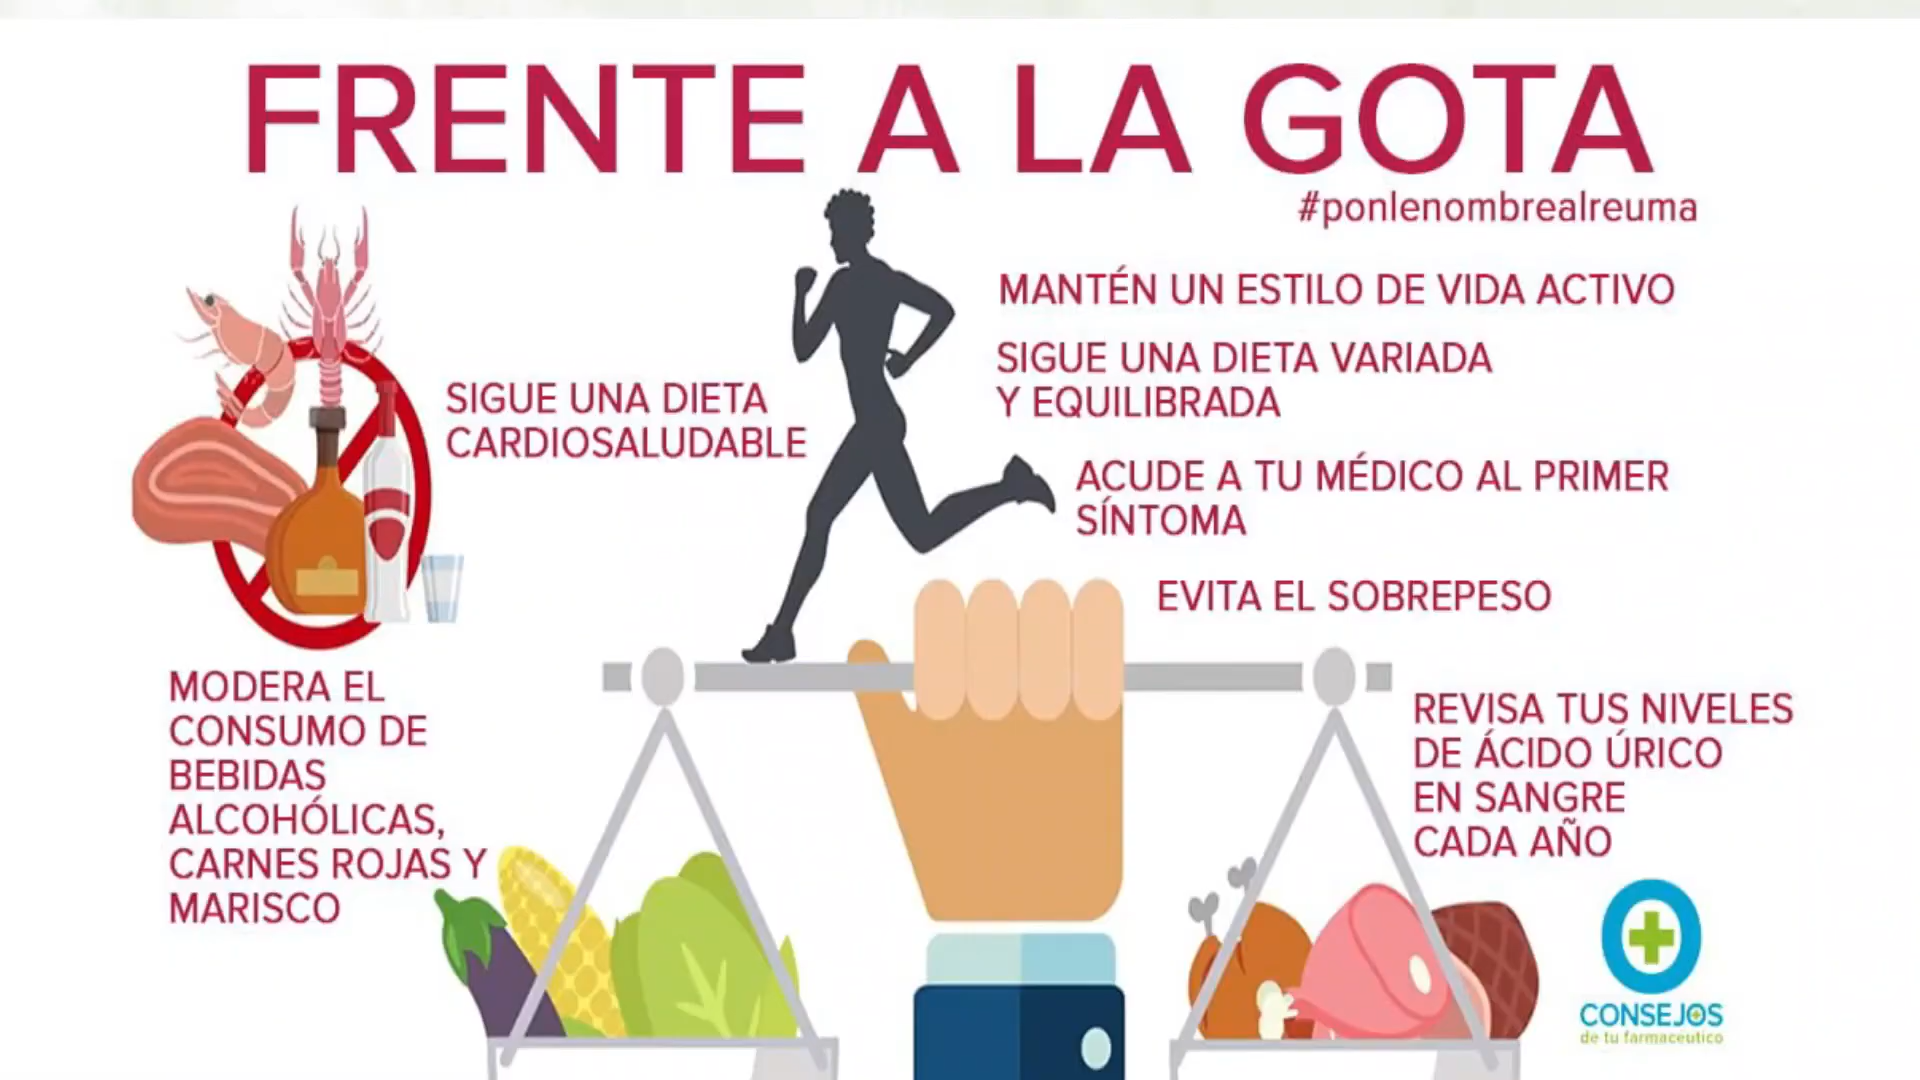 FRENTE A LA GOTA
#ponlenombrealreuma
MANTÉN UN ESTILO DE VIDA ACTIVO
SIGUE UNA DIETA VARIADA
Y EQUILIBRADA
SIGUE UNA DIETA
CARDIOSALUDABLE
ACUDE A TU MÉDICO AL PRIMER
SÍNTOMA
EVITA EL SOBREPESO
MODERA EL
CONSUMO DE
BEBIDAS
ALCOHÓLICAS,
CARNES ROJAS Y
MARISCO
REVISA TUS NIVELES
DE ÁCIDO ÚRICO
EN SANGRE
CADA AÑO
CONSEJOS
de tu farmaceutico